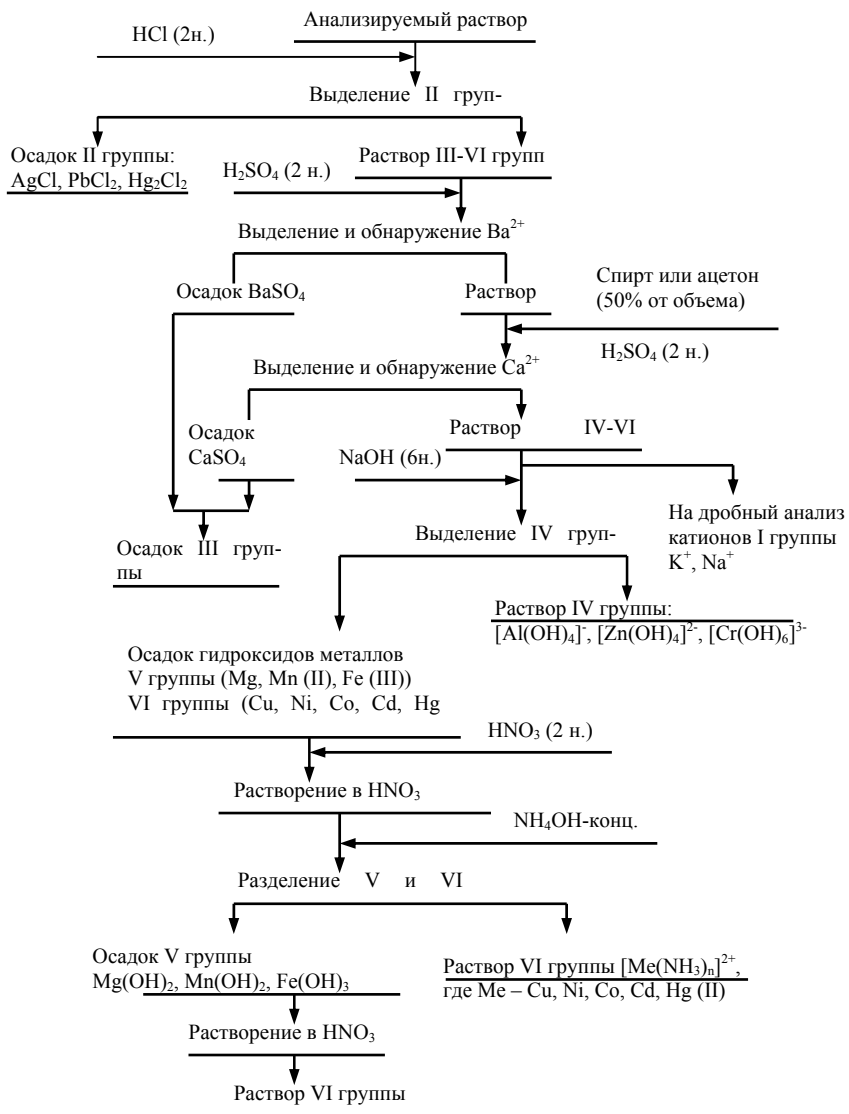 Анализируемый раствор
HCl (2н.)
Выделение II груп-
Осадок II группы:
AgCl, PbCl₂, Hg₂Cl₂
Раствор III-VI групп
H₂SO₄ (2 н.)
Выделение и обнаружение Ba²⁺
Осадок BaSO₄
Раствор
Спирт или ацетон
(50% от объема)
H₂SO₄ (2 н.)
Выделение и обнаружение Ca²⁺
Осадок
CaSO₄
Раствор IV-VI
NaOH (6н.)
На дробный анализ
катионов I группы
K⁺, Na⁺
Осадок III груп-
пы
Выделение IV груп-
Раствор IV группы:
[Al(OH)₄]⁻, [Zn(OH)₄]²⁻, [Cr(OH)₆]³⁻
Осадок гидроксидов металлов
V группы (Mg, Mn (II), Fe (III))
VI группы (Cu, Ni, Co, Cd, Hg
HNO₃ (2 н.)
Растворение в HNO₃
NH₄OH-конц.
Разделение V и VI
Осадок V группы
Mg(OH)₂, Mn(OH)₂, Fe(OH)₃
Раствор VI группы [Me(NH₃)ₙ]²⁺,
где Me – Cu, Ni, Co, Cd, Hg (II)
Растворение в HNO₃
Раствор VI группы